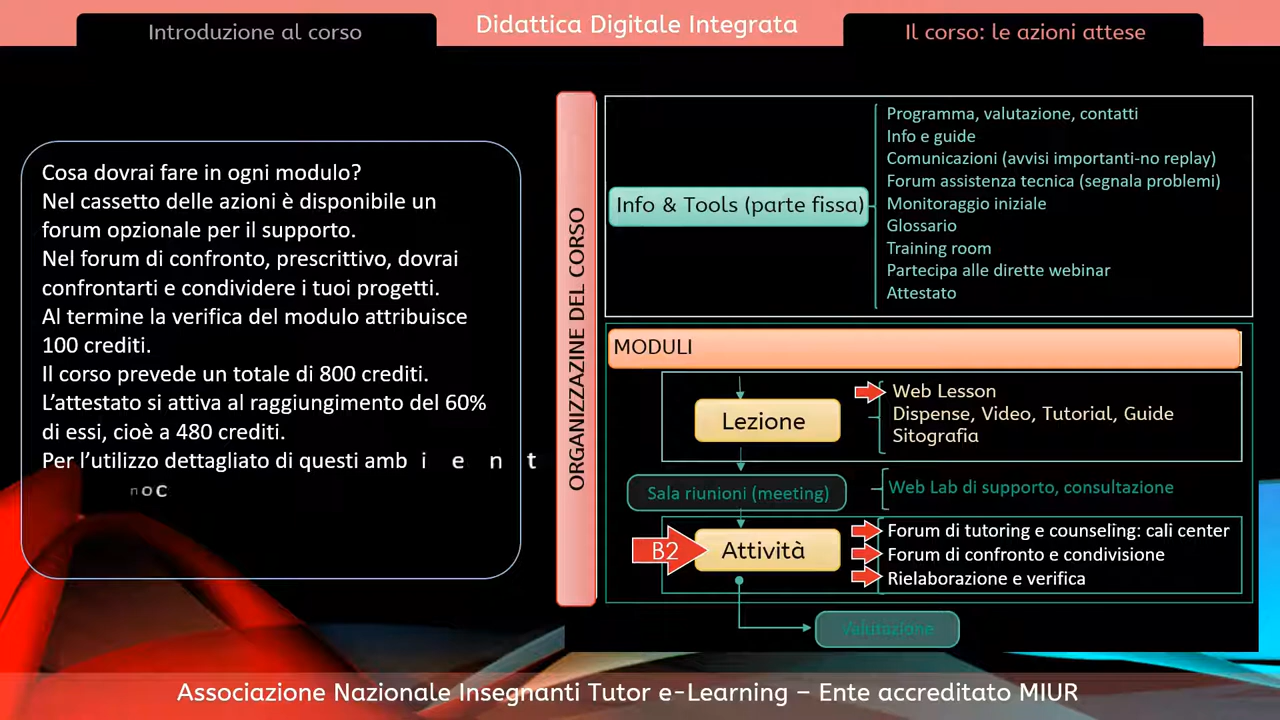 Introduzione al corso
Didattica Digitale Integrata
Il corso: le azioni attese
Cosa dovrai fare in ogni modulo?
Nel cassetto delle azioni è disponibile un
forum opzionale per il supporto.
Nel forum di confronto, prescrittivo, dovrai
confrontarti e condividere i tuoi progetti.
Al termine la verifica del modulo attribuisce
100 crediti.
Il corso prevede un totale di 800 crediti.
L'attestato si attiva al raggiungimento del 60%
di essi, cioè a 480 crediti.
Per l'utilizzo dettagliato di questi amb i e n t
n o c
ORGANIZZAZINE DEL CORSO
Info & Tools (parte fissa)
Programma, valutazione, contatti
Info e guide
Comunicazioni (avvisi importanti-no replay)
Forum assistenza tecnica (segnala problemi)
Monitoraggio iniziale
Glossario
Training room
Partecipa alle dirette webinar
Attestato
MODULI
Lezione
Web Lesson
Dispense, Video, Tutorial, Guide
Sitografia
Sala riunioni (meeting)
Web Lab di supporto, consultazione
B2
Attività
Forum di tutoring e counseling: cali center
Forum di confronto e condivisione
Rielaborazione e verifica
Valutazione
Associazione Nazionale Insegnanti Tutor e-Learning – Ente accreditato MIUR